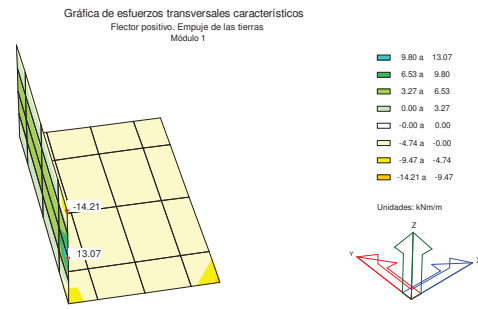 Gráfica de esfuerzos transversales característicos
Flector positivo. Empuje de las tierras
Módulo 1
9.80 a 13.07
6.53 a 9.80
3.27 a 6.53
0.00 a 3.27
-0.00 a 0.00
-4.74 a -0.00
-9.47 a -4.74
-14.21 a -9.47
Unidades: kNm/m
-14.21
13.07
Z
Y
X